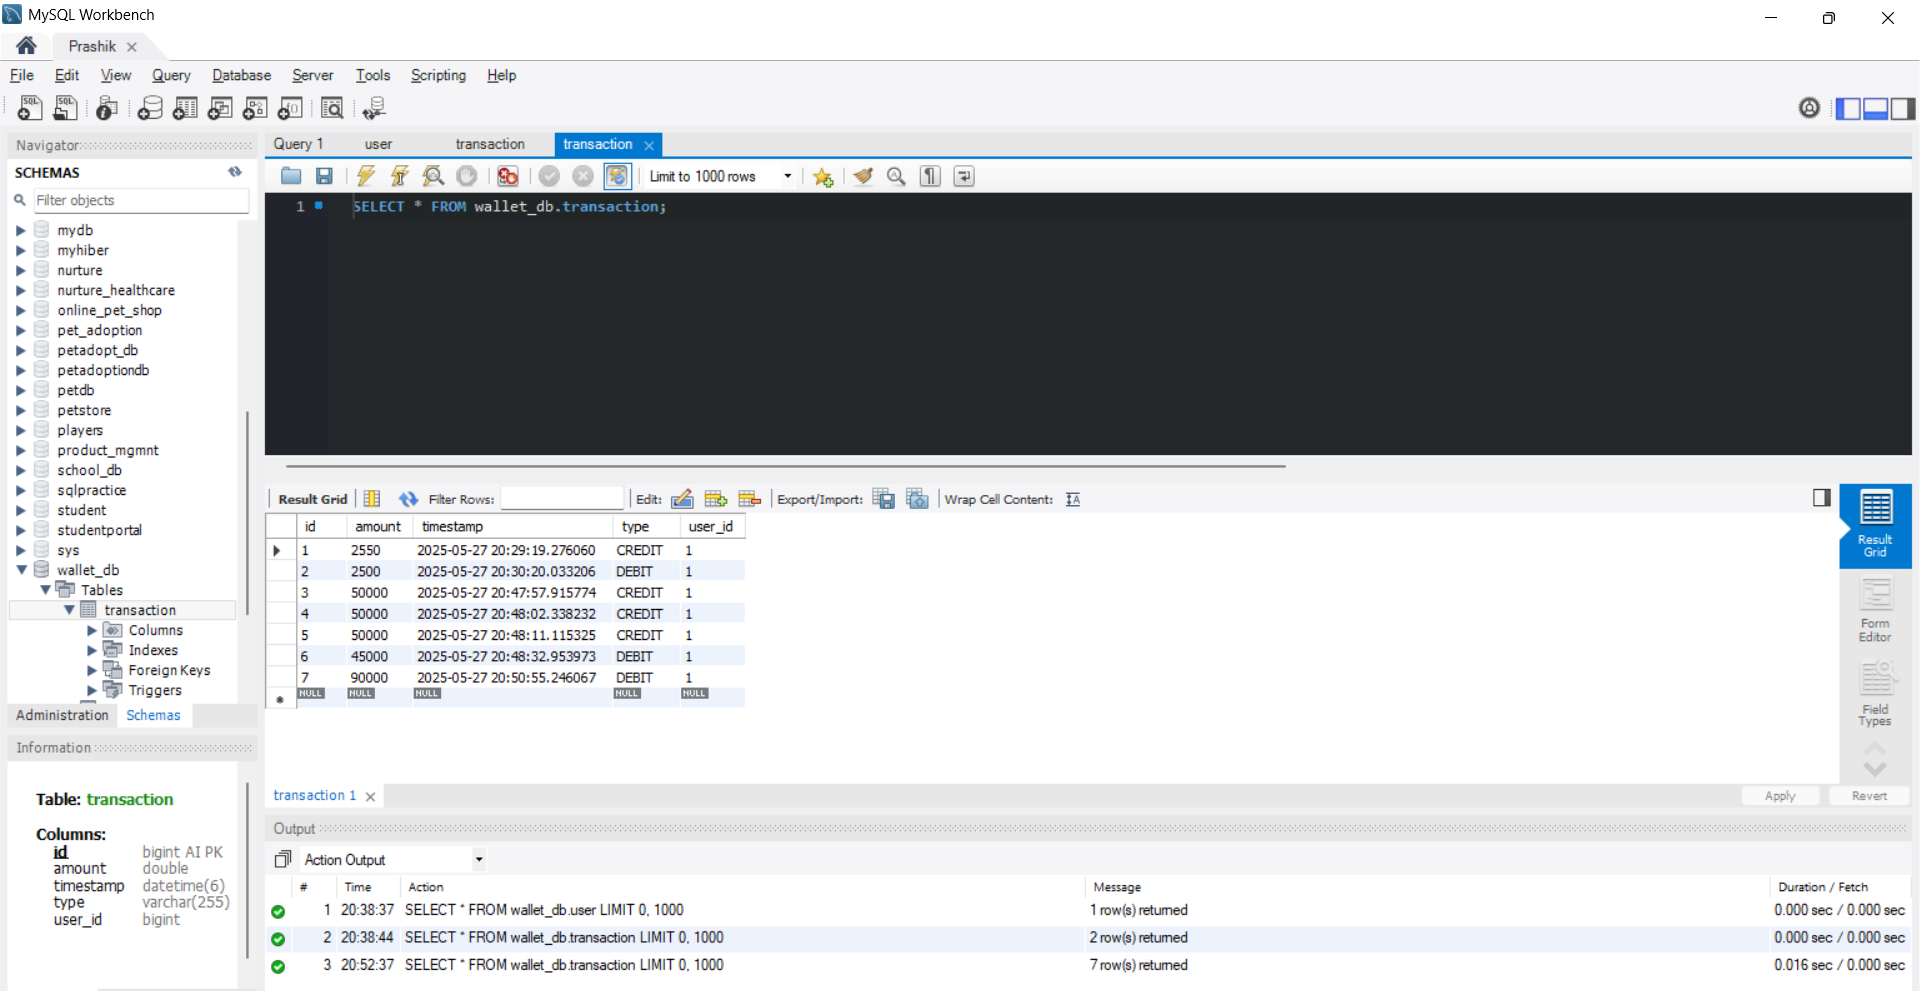 MySQL Workbench
Prashik
File Edit View Query Database Server Tools Scripting Help
Navigator
SCHEMAS
Filter objects
mydb
myhiber
nurture
nurture_healthcare
online_pet_shop
pet_adoption
petadopt_db
petadoptiondb
petdb
petstore
players
product_mgmnt
school_db
sqlpractice
student
studentportal
sys
wallet_db
Tables
transaction
Columns
Indexes
Foreign Keys
Triggers
Administration Schemas
Information
Table: transaction
Columns:
id bigint AI PK
amount double
timestamp datetime(6)
type varchar(255)
user_id bigint
Query 1 user transaction transaction
Limit to 1000 rows
1 SELECT * FROM wallet_db.transaction;
Result Grid Filter Rows: Edit: Export/Import: Wrap Cell Content:
id amount timestamp type user_id
1 2550 2025-05-27 20:29:19.276060 CREDIT 1
2 2500 2025-05-27 20:30:20.033206 DEBIT 1
3 50000 2025-05-27 20:47:57.915774 CREDIT 1
4 50000 2025-05-27 20:48:02.338232 CREDIT 1
5 50000 2025-05-27 20:48:11.115325 CREDIT 1
6 45000 2025-05-27 20:48:32.953973 DEBIT 1
7 90000 2025-05-27 20:50:55.246067 DEBIT 1
NULL NULL NULL NULL NULL
Result
Grid
Form
Editor
Field
Types
transaction 1
Apply Revert
Output
Action Output
# Time Action Message Duration / Fetch
1 20:38:37 SELECT * FROM wallet_db.user LIMIT 0, 1000 1 row(s) returned 0.000 sec / 0.000 sec
2 20:38:44 SELECT * FROM wallet_db.transaction LIMIT 0, 1000 2 row(s) returned 0.000 sec / 0.000 sec
3 20:52:37 SELECT * FROM wallet_db.transaction LIMIT 0, 1000 7 row(s) returned 0.016 sec / 0.000 sec